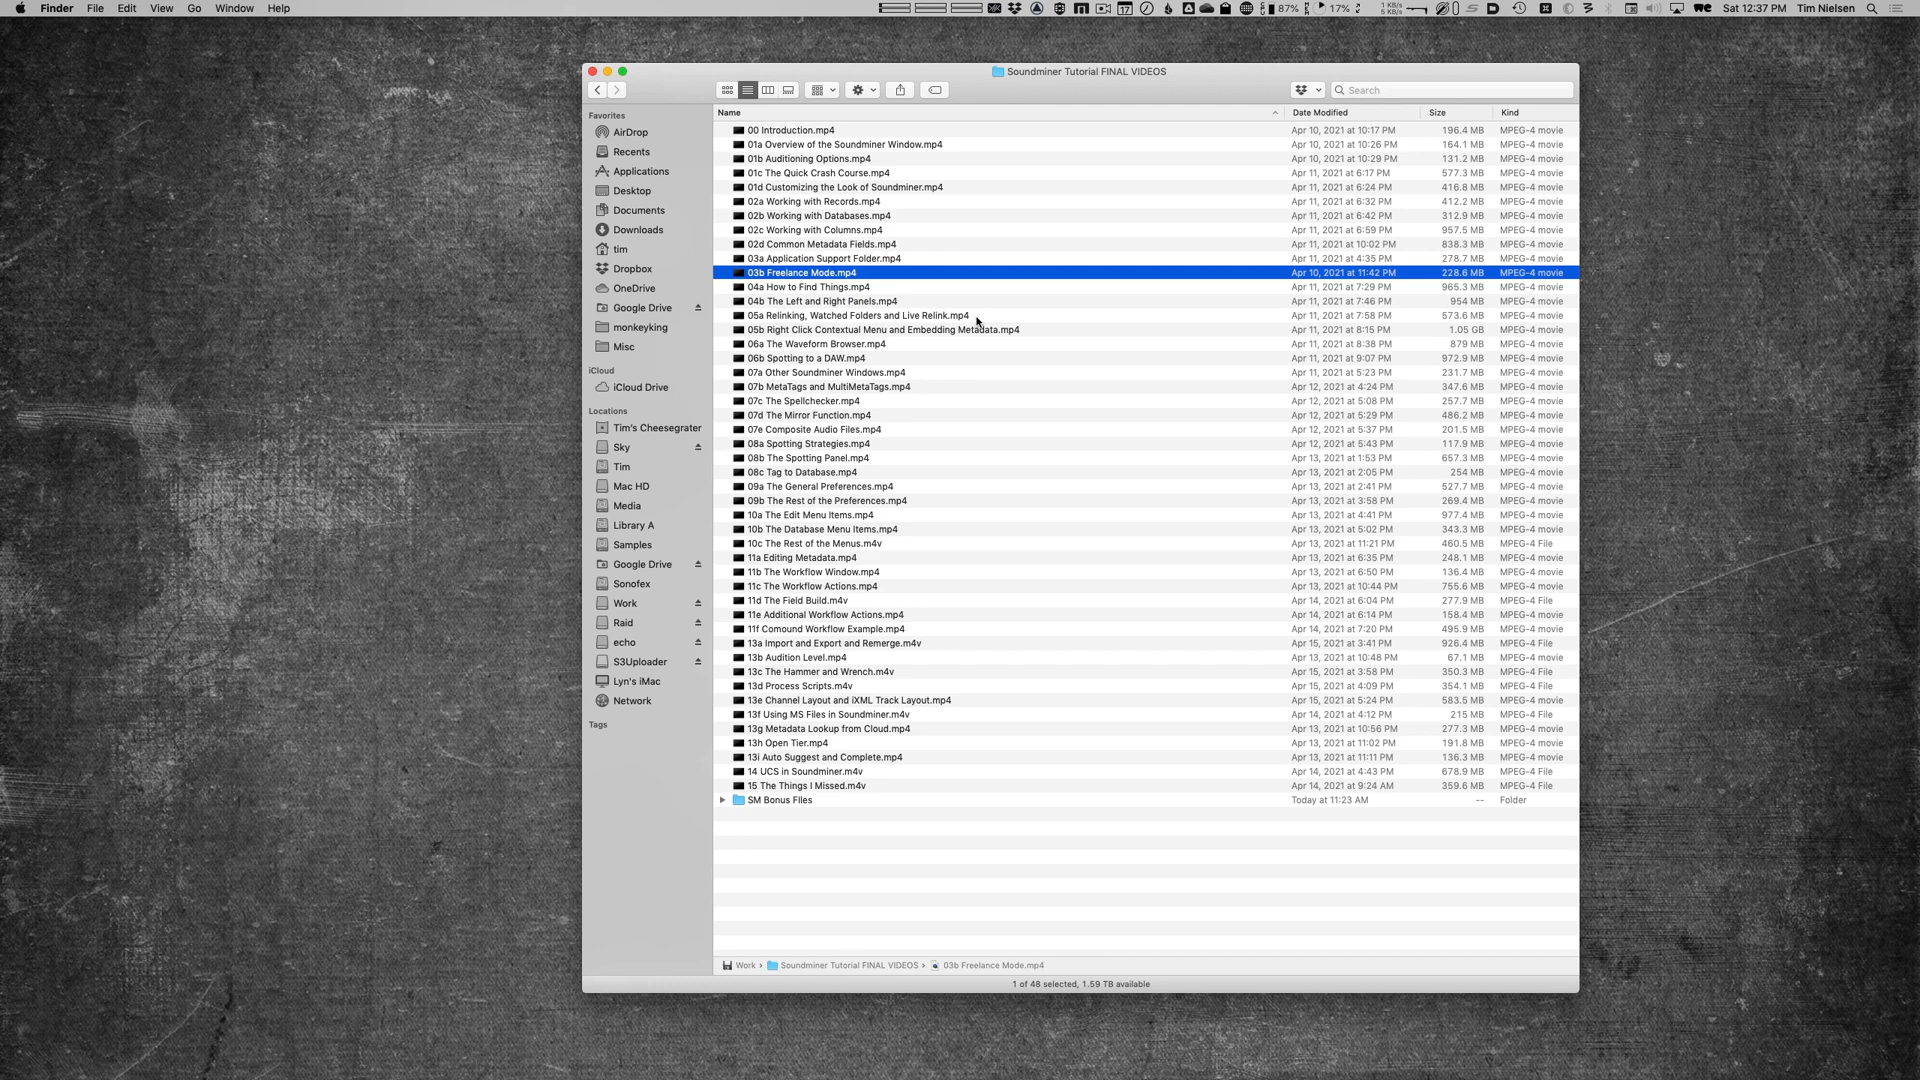 Finder File Edit View Go Window Help 17 87% 17% 1 KB/s 5 KB/s Sat 12:37 PM Tim Nielsen
Soundminer Tutorial FINAL VIDEOS
Search
Favorites
AirDrop
Recents
Applications
Desktop
Documents
Downloads
tim
Dropbox
OneDrive
Google Drive
monkeyking
Misc
iCloud
iCloud Drive
Locations
Tim's Cheesegrater
Sky
Tim
Mac HD
Media
Library A
Samples
Google Drive
Sonofex
Work
Raid
echo
S3Uploader
Lyn's iMac
Network
Tags
Name Date Modified Size Kind
00 Introduction.mp4 Apr 10, 2021 at 10:17 PM 196.4 MB MPEG-4 movie
01a Overview of the Soundminer Window.mp4 Apr 10, 2021 at 10:26 PM 164.1 MB MPEG-4 movie
01b Auditioning Options.mp4 Apr 10, 2021 at 10:29 PM 131.2 MB MPEG-4 movie
01c The Quick Crash Course.mp4 Apr 11, 2021 at 6:17 PM 577.3 MB MPEG-4 movie
01d Customizing the Look of Soundminer.mp4 Apr 11, 2021 at 6:24 PM 416.8 MB MPEG-4 movie
02a Working with Records.mp4 Apr 11, 2021 at 6:32 PM 412.2 MB MPEG-4 movie
02b Working with Databases.mp4 Apr 11, 2021 at 6:42 PM 312.9 MB MPEG-4 movie
02c Working with Columns.mp4 Apr 11, 2021 at 6:59 PM 957.5 MB MPEG-4 movie
02d Common Metadata Fields.mp4 Apr 11, 2021 at 10:02 PM 838.3 MB MPEG-4 movie
03a Application Support Folder.mp4 Apr 11, 2021 at 4:35 PM 278.7 MB MPEG-4 movie
03b Freelance Mode.mp4 Apr 10, 2021 at 11:42 PM 228.6 MB MPEG-4 movie
04a How to Find Things.mp4 Apr 11, 2021 at 7:29 PM 965.3 MB MPEG-4 movie
04b The Left and Right Panels.mp4 Apr 11, 2021 at 7:46 PM 954 MB MPEG-4 movie
05a Relinking, Watched Folders and Live Relink.mp4 Apr 11, 2021 at 7:58 PM 573.6 MB MPEG-4 movie
05b Right Click Contextual Menu and Embedding Metadata.mp4 Apr 11, 2021 at 8:15 PM 1.05 GB MPEG-4 movie
06a The Waveform Browser.mp4 Apr 11, 2021 at 8:38 PM 879 MB MPEG-4 movie
06b Spotting to a DAW.mp4 Apr 11, 2021 at 9:07 PM 972.9 MB MPEG-4 movie
07a Other Soundminer Windows.mp4 Apr 11, 2021 at 5:23 PM 231.7 MB MPEG-4 movie
07b MetaTags and MultiMetaTags.mp4 Apr 12, 2021 at 4:24 PM 347.6 MB MPEG-4 movie
07c The Spellchecker.mp4 Apr 12, 2021 at 5:08 PM 257.7 MB MPEG-4 movie
07d The Mirror Function.mp4 Apr 12, 2021 at 5:29 PM 486.2 MB MPEG-4 movie
07e Composite Audio Files.mp4 Apr 12, 2021 at 5:37 PM 201.5 MB MPEG-4 movie
08a Spotting Strategies.mp4 Apr 12, 2021 at 5:43 PM 117.9 MB MPEG-4 movie
08b The Spotting Panel.mp4 Apr 13, 2021 at 1:53 PM 657.3 MB MPEG-4 movie
08c Tag to Database.mp4 Apr 13, 2021 at 2:05 PM 254 MB MPEG-4 movie
09a The General Preferences.mp4 Apr 13, 2021 at 2:41 PM 527.7 MB MPEG-4 movie
09b The Rest of the Preferences.mp4 Apr 13, 2021 at 3:58 PM 269.4 MB MPEG-4 movie
10a The Edit Menu Items.mp4 Apr 13, 2021 at 4:41 PM 977.4 MB MPEG-4 movie
10b The Database Menu Items.mp4 Apr 13, 2021 at 5:02 PM 343.3 MB MPEG-4 movie
10c The Rest of the Menus.m4v Apr 13, 2021 at 11:21 PM 460.5 MB MPEG-4 File
11a Editing Metadata.mp4 Apr 13, 2021 at 6:35 PM 248.1 MB MPEG-4 movie
11b The Workflow Window.mp4 Apr 13, 2021 at 6:50 PM 136.4 MB MPEG-4 movie
11c The Workflow Actions.mp4 Apr 13, 2021 at 10:44 PM 755.6 MB MPEG-4 movie
11d The Field Build.m4v Apr 14, 2021 at 6:04 PM 277.9 MB MPEG-4 File
11e Additional Workflow Actions.mp4 Apr 14, 2021 at 6:14 PM 158.4 MB MPEG-4 movie
11f Comound Workflow Example.mp4 Apr 14, 2021 at 7:20 PM 495.9 MB MPEG-4 movie
13a Import and Export and Remerge.m4v Apr 15, 2021 at 3:41 PM 926.4 MB MPEG-4 File
13b Audition Level.mp4 Apr 13, 2021 at 10:48 PM 67.1 MB MPEG-4 movie
13c The Hammer and Wrench.m4v Apr 15, 2021 at 3:58 PM 350.3 MB MPEG-4 File
13d Process Scripts.m4v Apr 15, 2021 at 4:09 PM 354.1 MB MPEG-4 File
13e Channel Layout and iXML Track Layout.mp4 Apr 15, 2021 at 5:24 PM 583.5 MB MPEG-4 movie
13f Using MS Files in Soundminer.m4v Apr 14, 2021 at 4:12 PM 215 MB MPEG-4 File
13g Metadata Lookup from Cloud.mp4 Apr 13, 2021 at 10:56 PM 277.3 MB MPEG-4 movie
13h Open Tier.mp4 Apr 13, 2021 at 11:02 PM 191.8 MB MPEG-4 movie
13i Auto Suggest and Complete.mp4 Apr 13, 2021 at 11:11 PM 136.3 MB MPEG-4 movie
14 UCS in Soundminer.m4v Apr 14, 2021 at 4:43 PM 678.9 MB MPEG-4 File
15 The Things I Missed.m4v Apr 14, 2021 at 9:24 AM 359.6 MB MPEG-4 File
SM Bonus Files Today at 11:23 AM -- Folder
Work › Soundminer Tutorial FINAL VIDEOS › 03b Freelance Mode.mp4
1 of 48 selected, 1.59 TB available